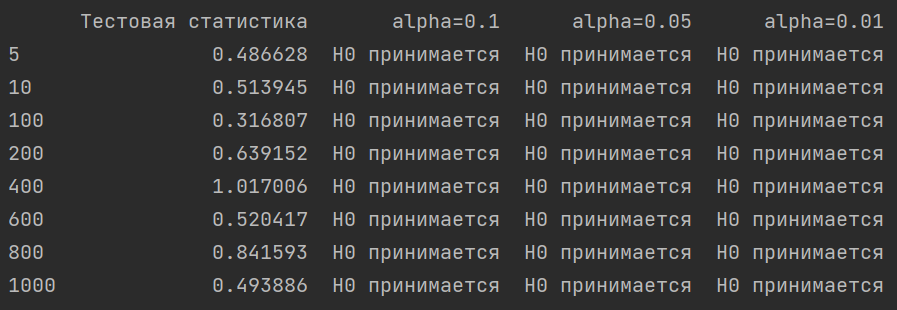 Тестовая статистика alpha=0.1 alpha=0.05 alpha=0.01
5 0.486628 H0 принимается H0 принимается H0 принимается
10 0.513945 H0 принимается H0 принимается H0 принимается
100 0.316807 H0 принимается H0 принимается H0 принимается
200 0.639152 H0 принимается H0 принимается H0 принимается
400 1.017006 H0 принимается H0 принимается H0 принимается
600 0.520417 H0 принимается H0 принимается H0 принимается
800 0.841593 H0 принимается H0 принимается H0 принимается
1000 0.493886 H0 принимается H0 принимается H0 принимается